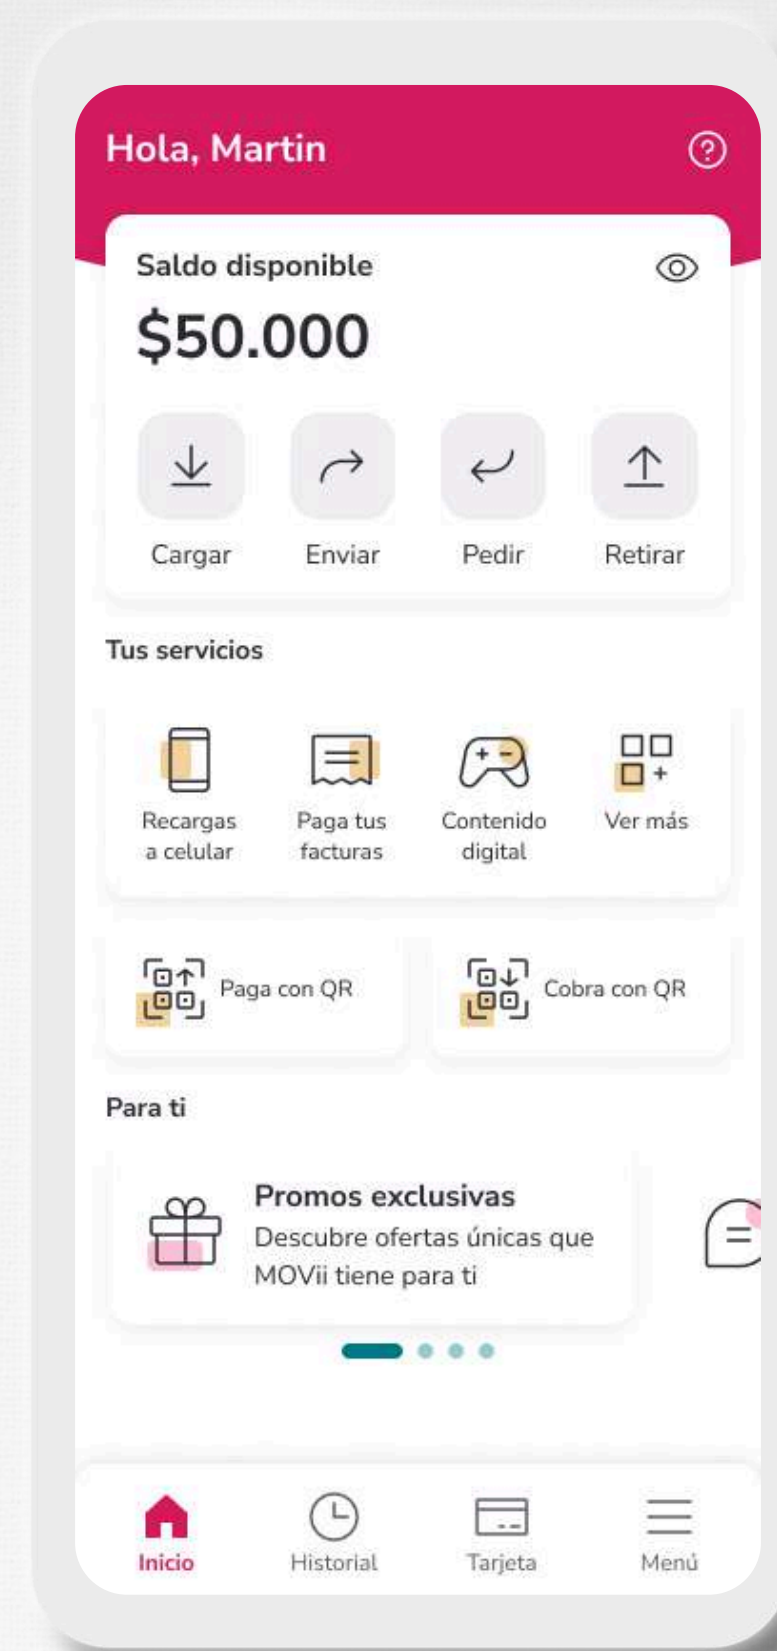 Hola, Martin
Saldo disponible
$50.000
Cargar Enviar Pedir Retirar
Tus servicios
Recargas
a celular
Paga tus
facturas
Contenido
digital
Ver más
Paga con QR
Cobra con QR
Para ti
Promos exclusivas
Descubre ofertas únicas que
MOVii tiene para ti
Inicio Historial Tarjeta Menú